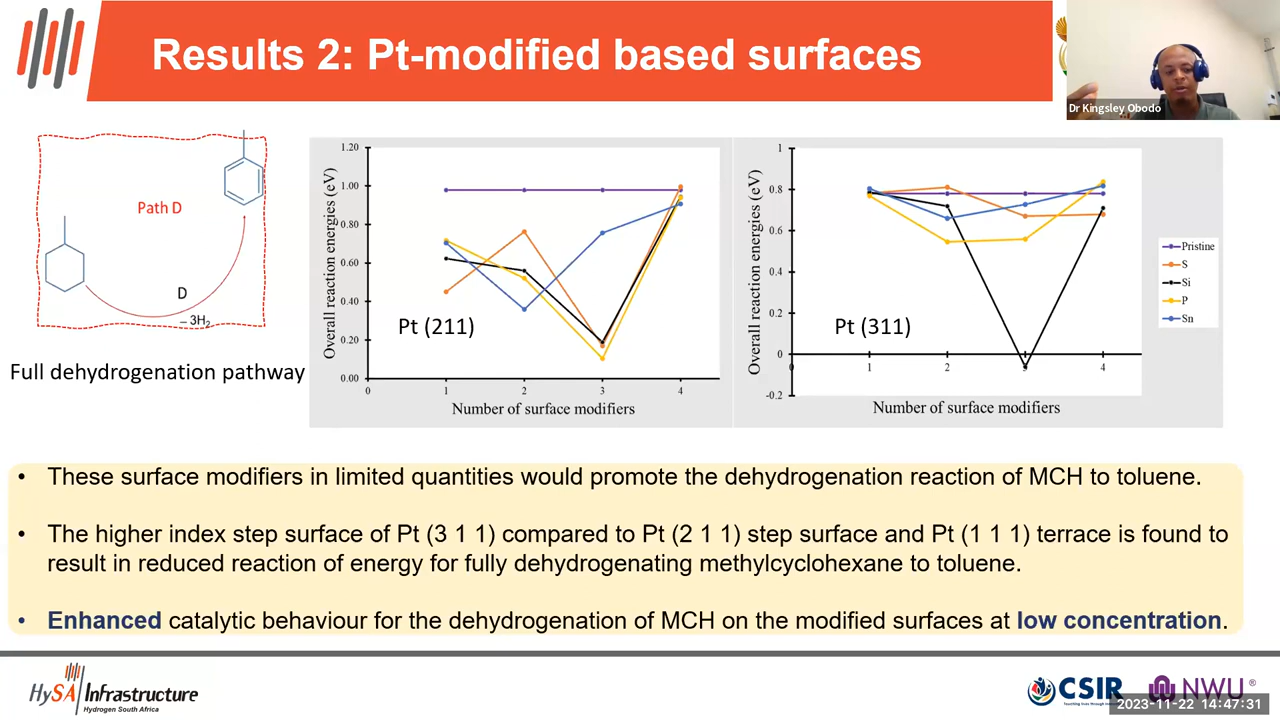 Results 2: Pt-modified based surfaces
Dr Kingsley Obodo
Path D
D
– 3H2
Full dehydrogenation pathway
Overall reaction energies (eV)
1.20
1.00
0.80
0.60
0.40
0.20
0.00
0
1
2
3
4
Pt (211)
Number of surface modifiers
Overall reaction energies (eV)
1
0.8
0.6
0.4
0.2
0
-0.2
0
1
2
3
4
Pt (311)
Number of surface modifiers
Pristine
S
Si
P
Sn
• These surface modifiers in limited quantities would promote the dehydrogenation reaction of MCH to toluene.
• The higher index step surface of Pt (3 1 1) compared to Pt (2 1 1) step surface and Pt (1 1 1) terrace is found to
result in reduced reaction of energy for fully dehydrogenating methylcyclohexane to toluene.
• Enhanced catalytic behaviour for the dehydrogenation of MCH on the modified surfaces at low concentration.
HySA Infrastructure
Hydrogen South Africa
CSIR
NWU®
2023-11-22 14:47:31